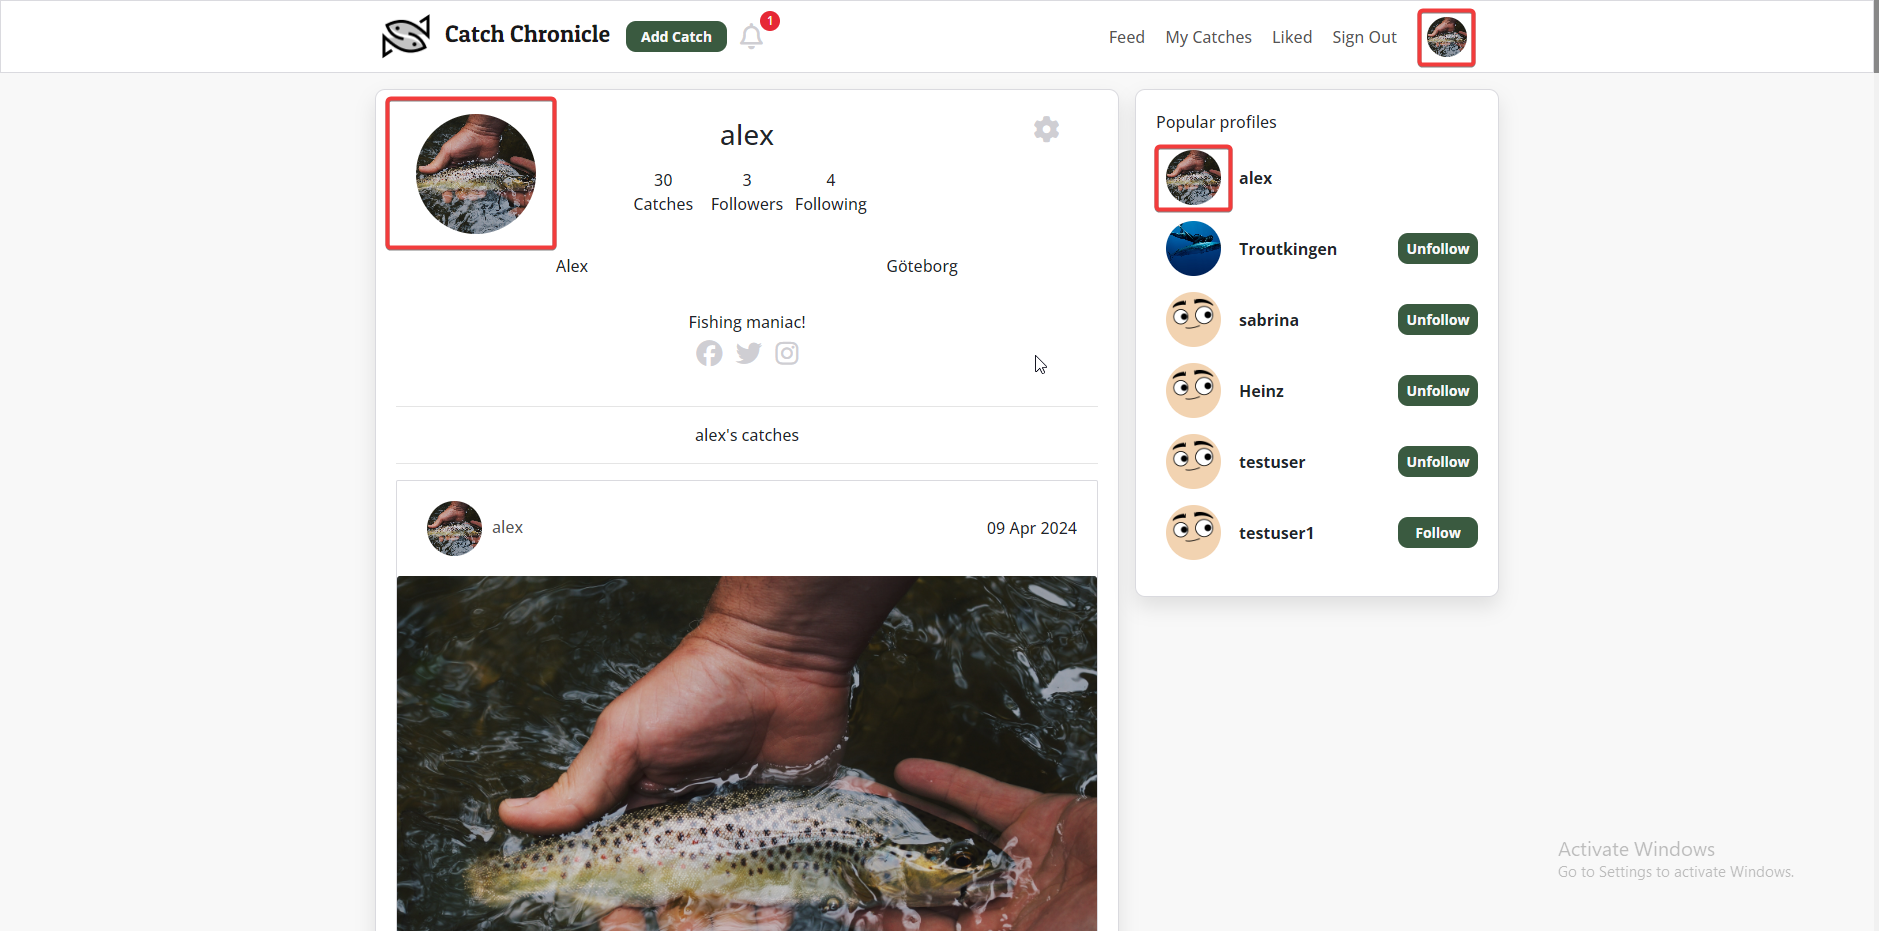 Catch Chronicle Add Catch 1 Feed My Catches Liked Sign Out
alex
30 3 4
Catches Followers Following
Alex Göteborg
Fishing maniac!
alex's catches
alex 09 Apr 2024
Popular profiles
alex
Troutkingen Unfollow
sabrina Unfollow
Heinz Unfollow
testuser Unfollow
testuser1 Follow
Activate Windows
Go to Settings to activate Windows.